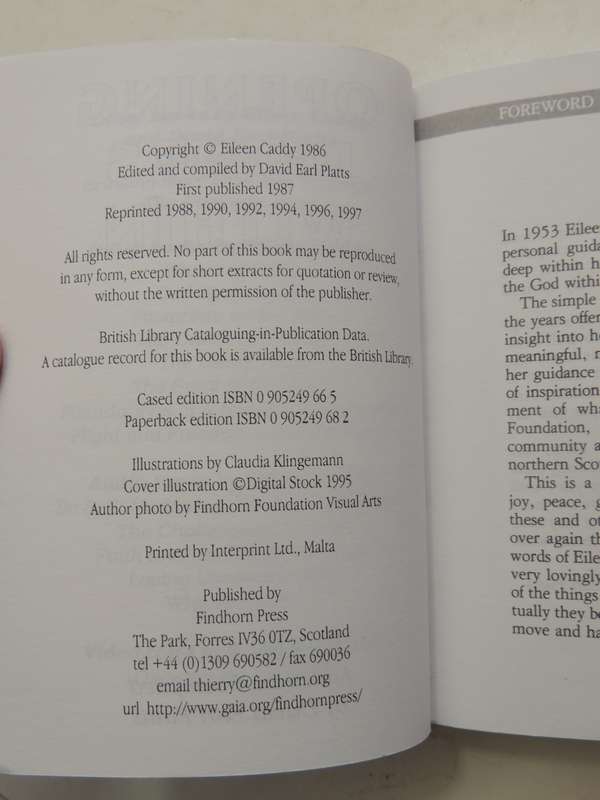 Copyright © Eileen Caddy 1986
Edited and compiled by David Earl Platts
First published 1987
Reprinted 1988, 1990, 1992, 1994, 1996, 1997
All rights reserved. No part of this book may be reproduced
in any form, except for short extracts for quotation or review,
without the written permission of the publisher.
British Library Cataloguing-in-Publication Data.
A catalogue record for this book is available from the British Library.
Cased edition ISBN 0 905249 66 5
Paperback edition ISBN 0 905249 68 2
Illustrations by Claudia Klingemann
Cover illustration ©Digital Stock 1995
Author photo by Findhorn Foundation Visual Arts
Printed by Interprint Ltd., Malta
Published by
Findhorn Press
The Park, Forres IV36 0TZ, Scotland
tel +44 (0)1309 690582 / fax 690036
email thierry@findhorn.org
url http://www.gaia.org/findhornpress/
FOREWORD
In 1953 Eilee
personal guida
deep within h
the God withi
The simple
the years offer
insight into he
meaningful, n
her guidance
of inspiration
ment of wha
Foundation,
community a
northern Sco
This is a
joy, peace, g
these and ot
over again th
words of Eile
very lovingly
of the things
tually they be
move and ha